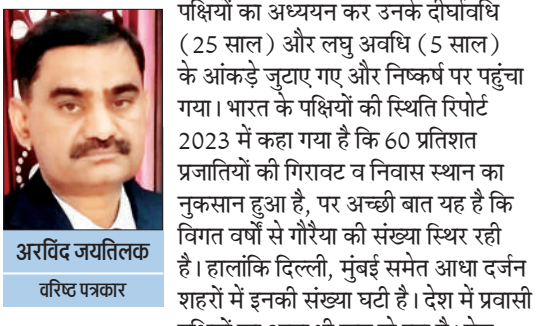 पक्षियों का अध्ययन कर उनके दीर्घावधि
(25 साल) और लघु अवधि (5 साल)
के आंकड़े जुटाए गए और निष्कर्ष पर पहुंचा
गया। भारत के पक्षियों की स्थिति रिपोर्ट
2023 में कहा गया है कि 60 प्रतिशत
प्रजातियों की गिरावट व निवास स्थान का
नुकसान हुआ है, पर अच्छी बात यह है कि
विगत वर्षों से गौरैया की संख्या स्थिर रही
है। हालांकि दिल्ली, मुंबई समेत आधा दर्जन
शहरों में इनकी संख्या घटी है। देश में प्रवासी
अरविंद जयतिलक
वरिष्ठ पत्रकार